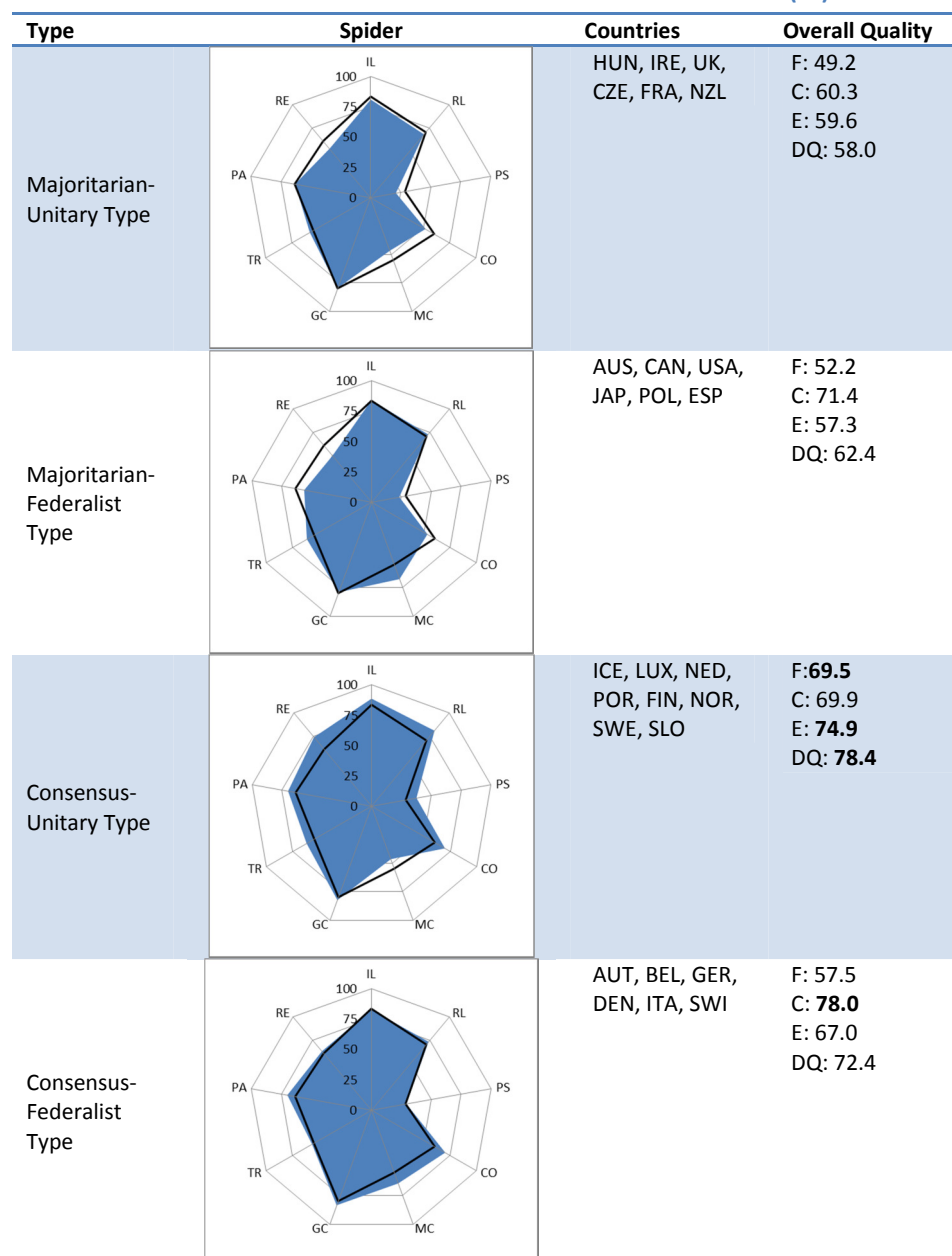 Type Spider Countries Overall Quality
Majoritarian-
Unitary Type
IL
100
RE
RL
75
50
25
0
PA
PS
TR
CO
GC
MC
HUN, IRE, UK,
CZE, FRA, NZL
F: 49.2
C: 60.3
E: 59.6
DQ: 58.0
Majoritarian-
Federalist
Type
IL
100
RE
RL
75
50
25
0
PA
PS
TR
CO
GC
MC
AUS, CAN, USA,
JAP, POL, ESP
F: 52.2
C: 71.4
E: 57.3
DQ: 62.4
Consensus-
Unitary Type
IL
100
RE
RL
75
50
25
0
PA
PS
TR
CO
GC
MC
ICE, LUX, NED,
POR, FIN, NOR,
SWE, SLO
F:69.5
C: 69.9
E: 74.9
DQ: 78.4
Consensus-
Federalist
Type
IL
100
RE
RL
75
50
25
0
PA
PS
TR
CO
GC
MC
AUT, BEL, GER,
DEN, ITA, SWI
F: 57.5
C: 78.0
E: 67.0
DQ: 72.4